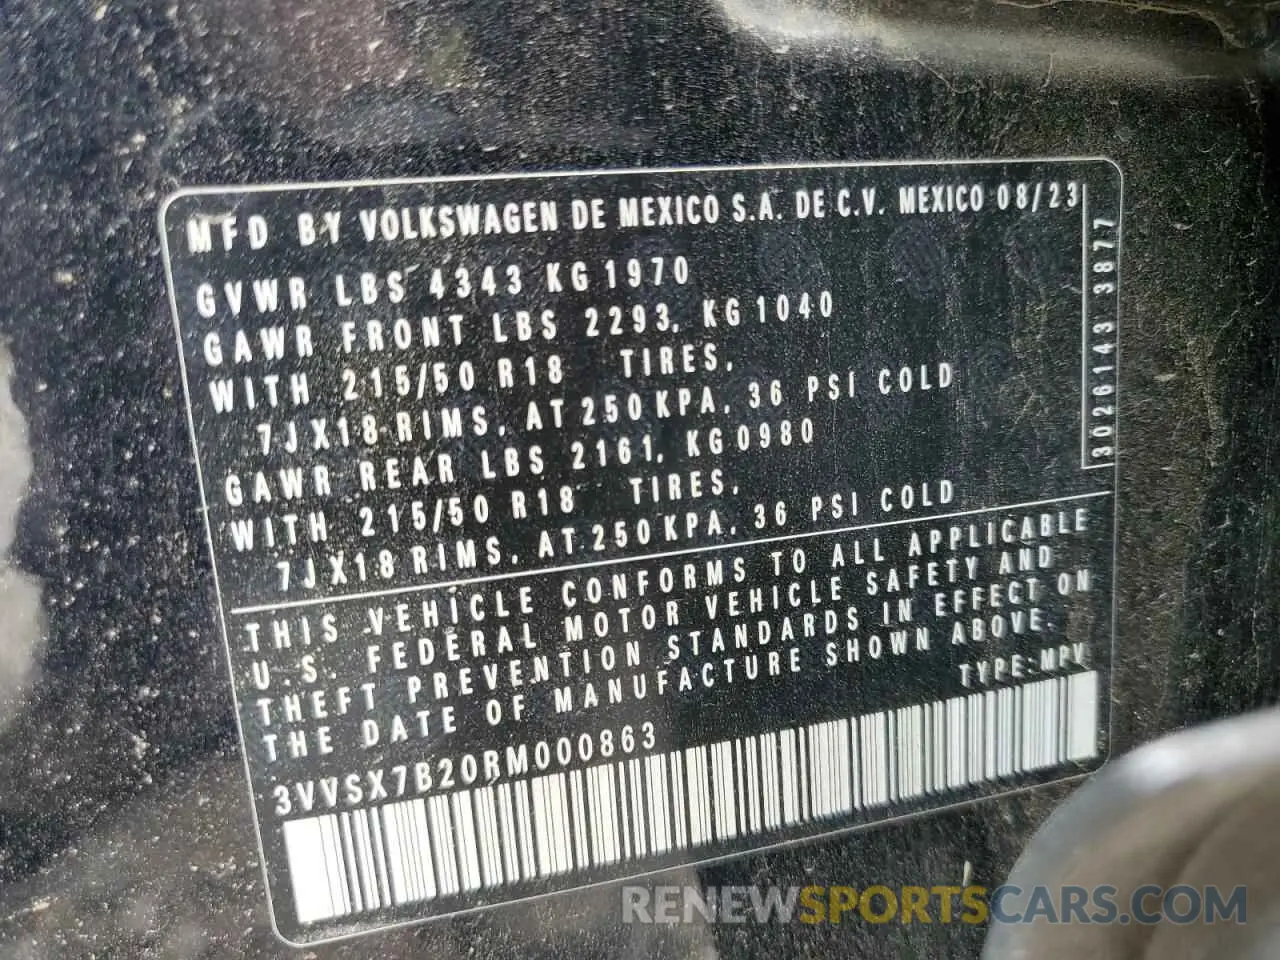 MFD BY VOLKSWAGEN DE MEXICO S.A. DE C.V. MEXICO 08/23
GVWR LBS 4343 KG 1970
GAWR FRONT LBS 2293, KG 1040
WITH 215/50 R18 TIRES,
7JX18 RIMS, AT 250 KPA, 36 PSI COLD
GAWR REAR LBS 2161, KG 0980
WITH 215/50 R18 TIRES,
7JX18 RIMS, AT 250 KPA, 36 PSI COLD
3026143 3877
THIS VEHICLE CONFORMS TO ALL APPLICABLE
U.S. FEDERAL MOTOR VEHICLE SAFETY AND
THEFT PREVENTION STANDARDS IN EFFECT ON
THE DATE OF MANUFACTURE SHOWN ABOVE.
TYPE: MPV
3VVSX7B20RM000863
RENEWSPORTSCARS.COM